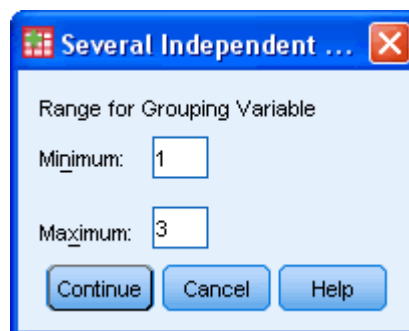 Several Independent ...
Range for Grouping Variable
Minimum: 1
Maximum: 3
Continue Cancel Help